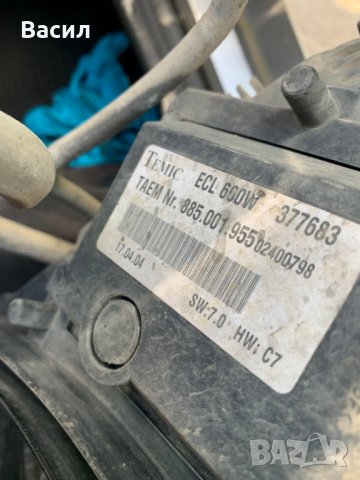 Васил
TEMIC ECL 600W 377683
TAEM Nr. 885.001.955
02400798
17.04.04 SW:7.0 HW: C7
BAZAR